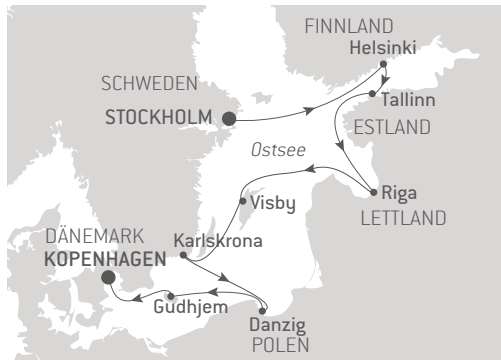 FINNLAND
Helsinki
SCHWEDEN
STOCKHOLM
Tallinn
ESTLAND
Ostsee
Riga
LETTLAND
Visby
DÄNEMARK
KOPENHAGEN
Karlskrona
Gudhjem
Danzig
POLEN